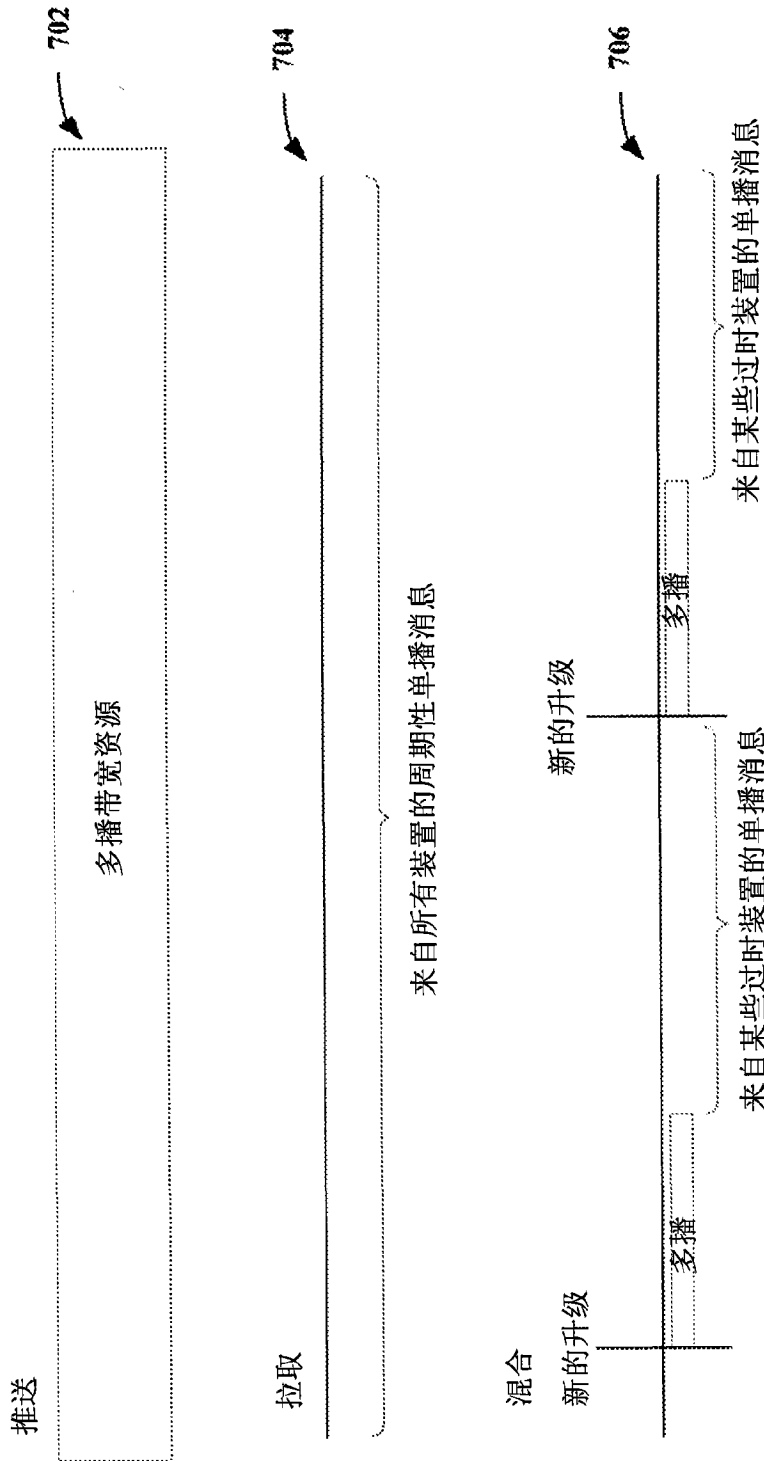 推送
多播带宽资源
702
拉取
704
来自所有装置的周期性单播消息
混合
706
新的升级
新的升级
多播
多播
来自某些过时装置的单播消息
来自某些过时装置的单播消息